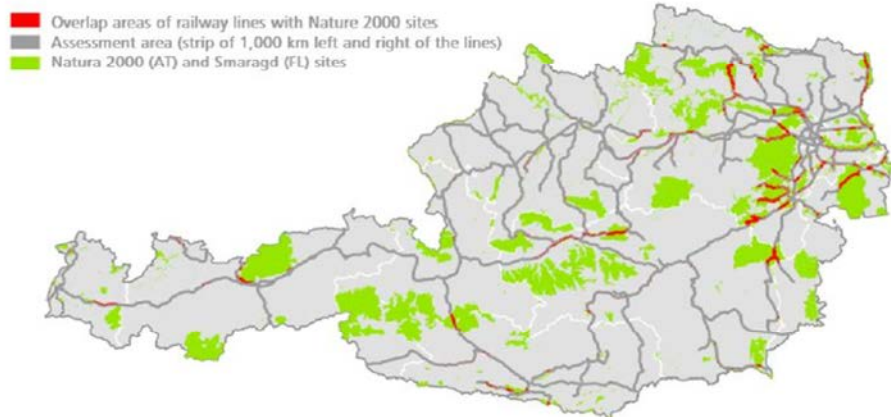 Overlap areas of railway lines with Nature 2000 sites
Assessment area (strip of 1,000 km left and right of the lines)
Natura 2000 (AT) and Smaragd (FL) sites